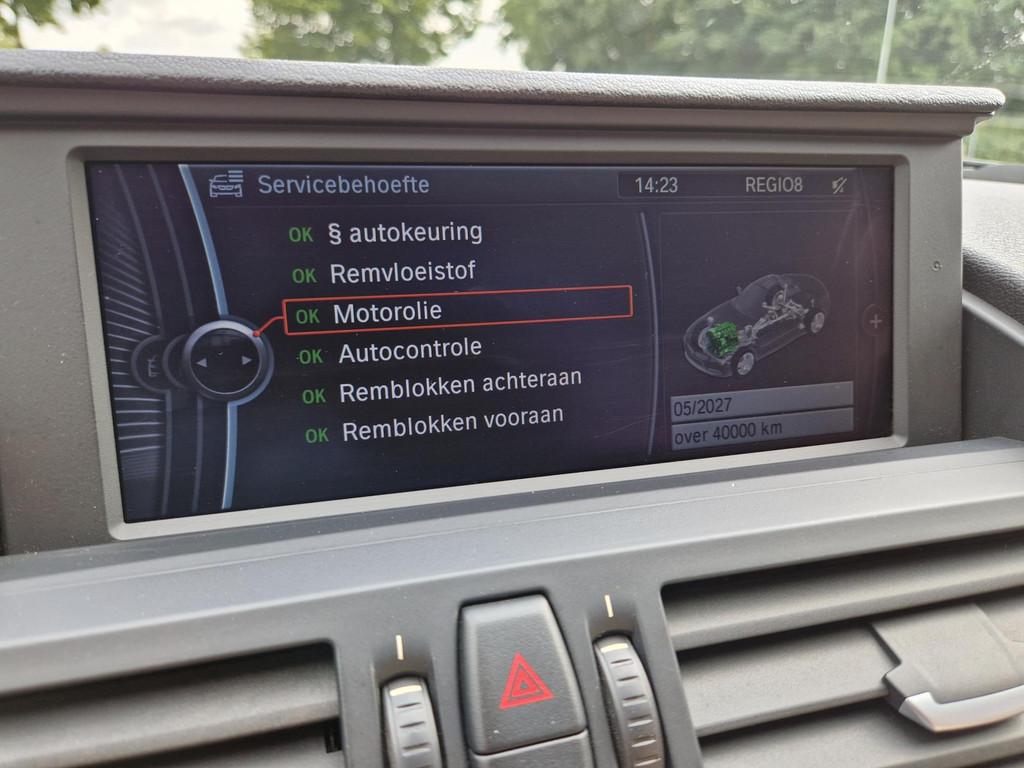 Servicebehoefte 14:23 REGIO8
OK § autokeuring
OK Remvloeistof
OK Motorolie
OK Autocontrole
OK Remblokken achteraan
OK Remblokken vooraan
05/2027
over 40000 km